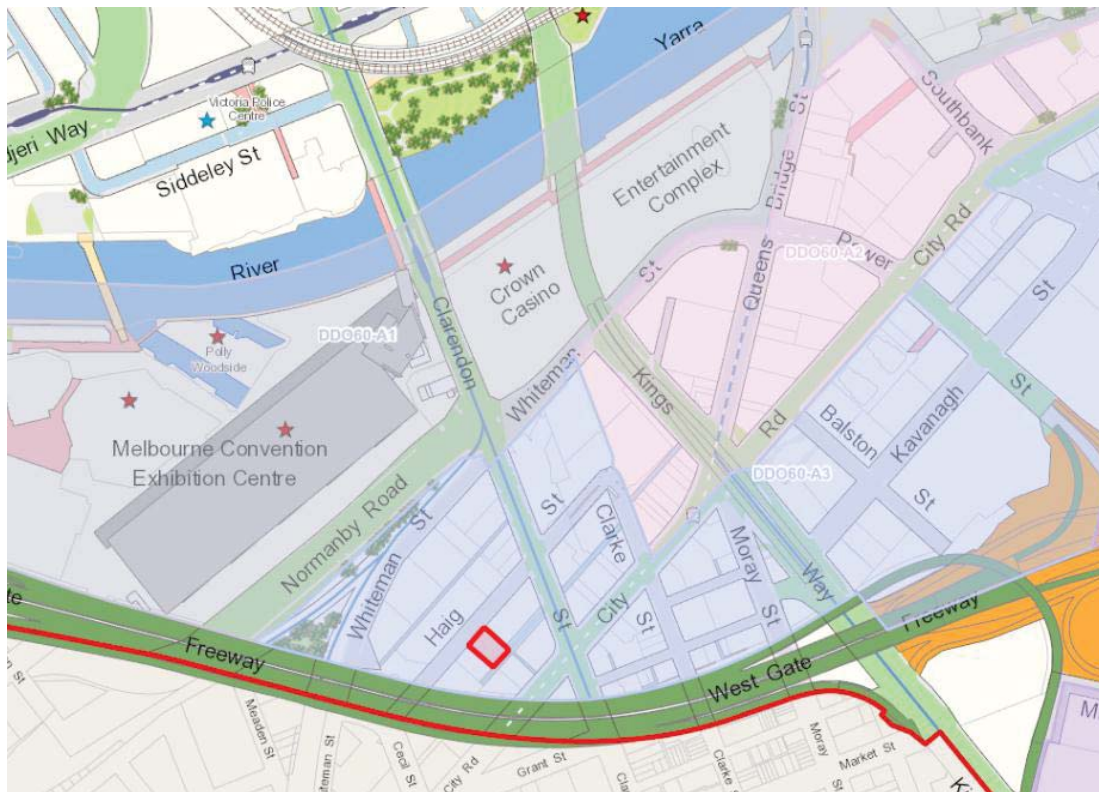 Yarra
Victoria Police
Centre
djeri Way
Siddeley St
Southbank
Entertainment
Complex
Queens Bridge St
River
Crown
Casino
Power
City Rd
DDO60-A2
DDO60-A1
Polly
Woodside
Clarendon
St
Whiteman
St
Kings
Way
St
St
Melbourne Convention
Exhibition Centre
Balston
Kavanagh
St
Rd
DDO60-A3
Normanby Road
Whiteman
St
Haig
St
Clarke
St
City
Moray
St
Freeway
Freeway
West Gate
Meaden St
Cecil St
City Rd
Grant St
Clarke St
Moray
St
Market St